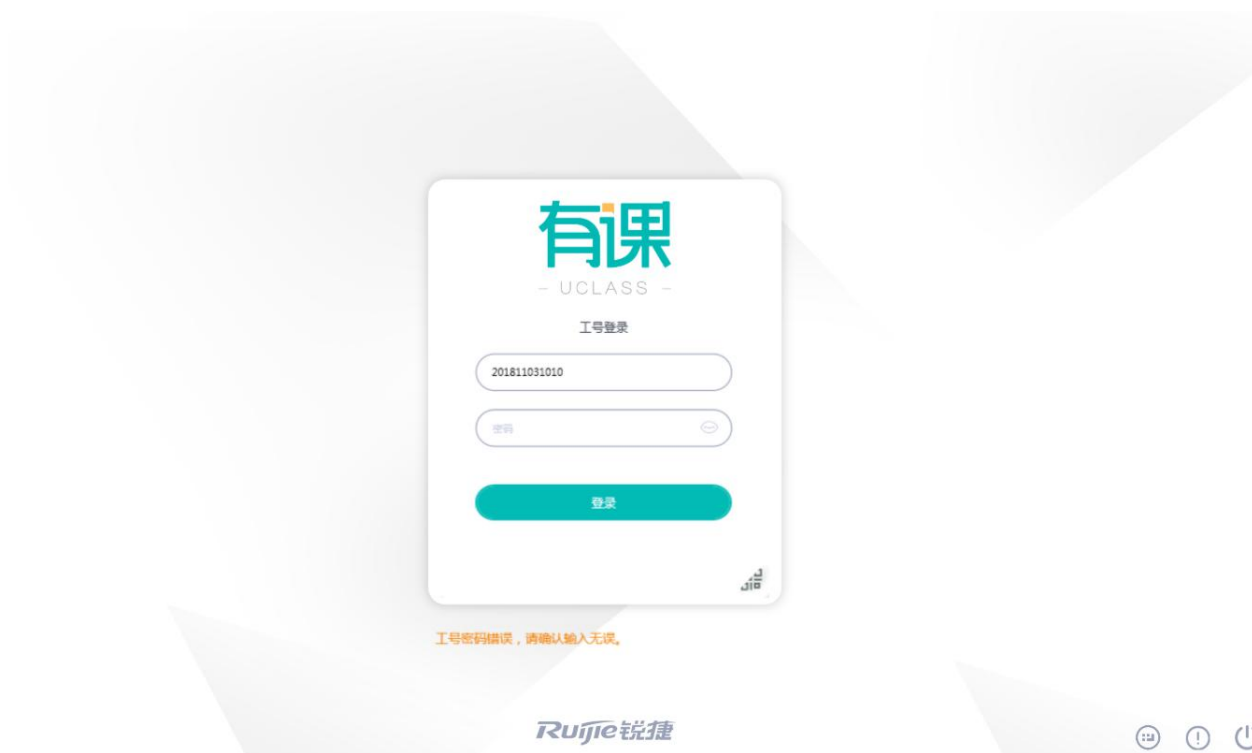 有课
- UCLASS -
工号登录
201811031010
密码
登录
工号密码错误，请确认输入无误。
Ruijie锐捷